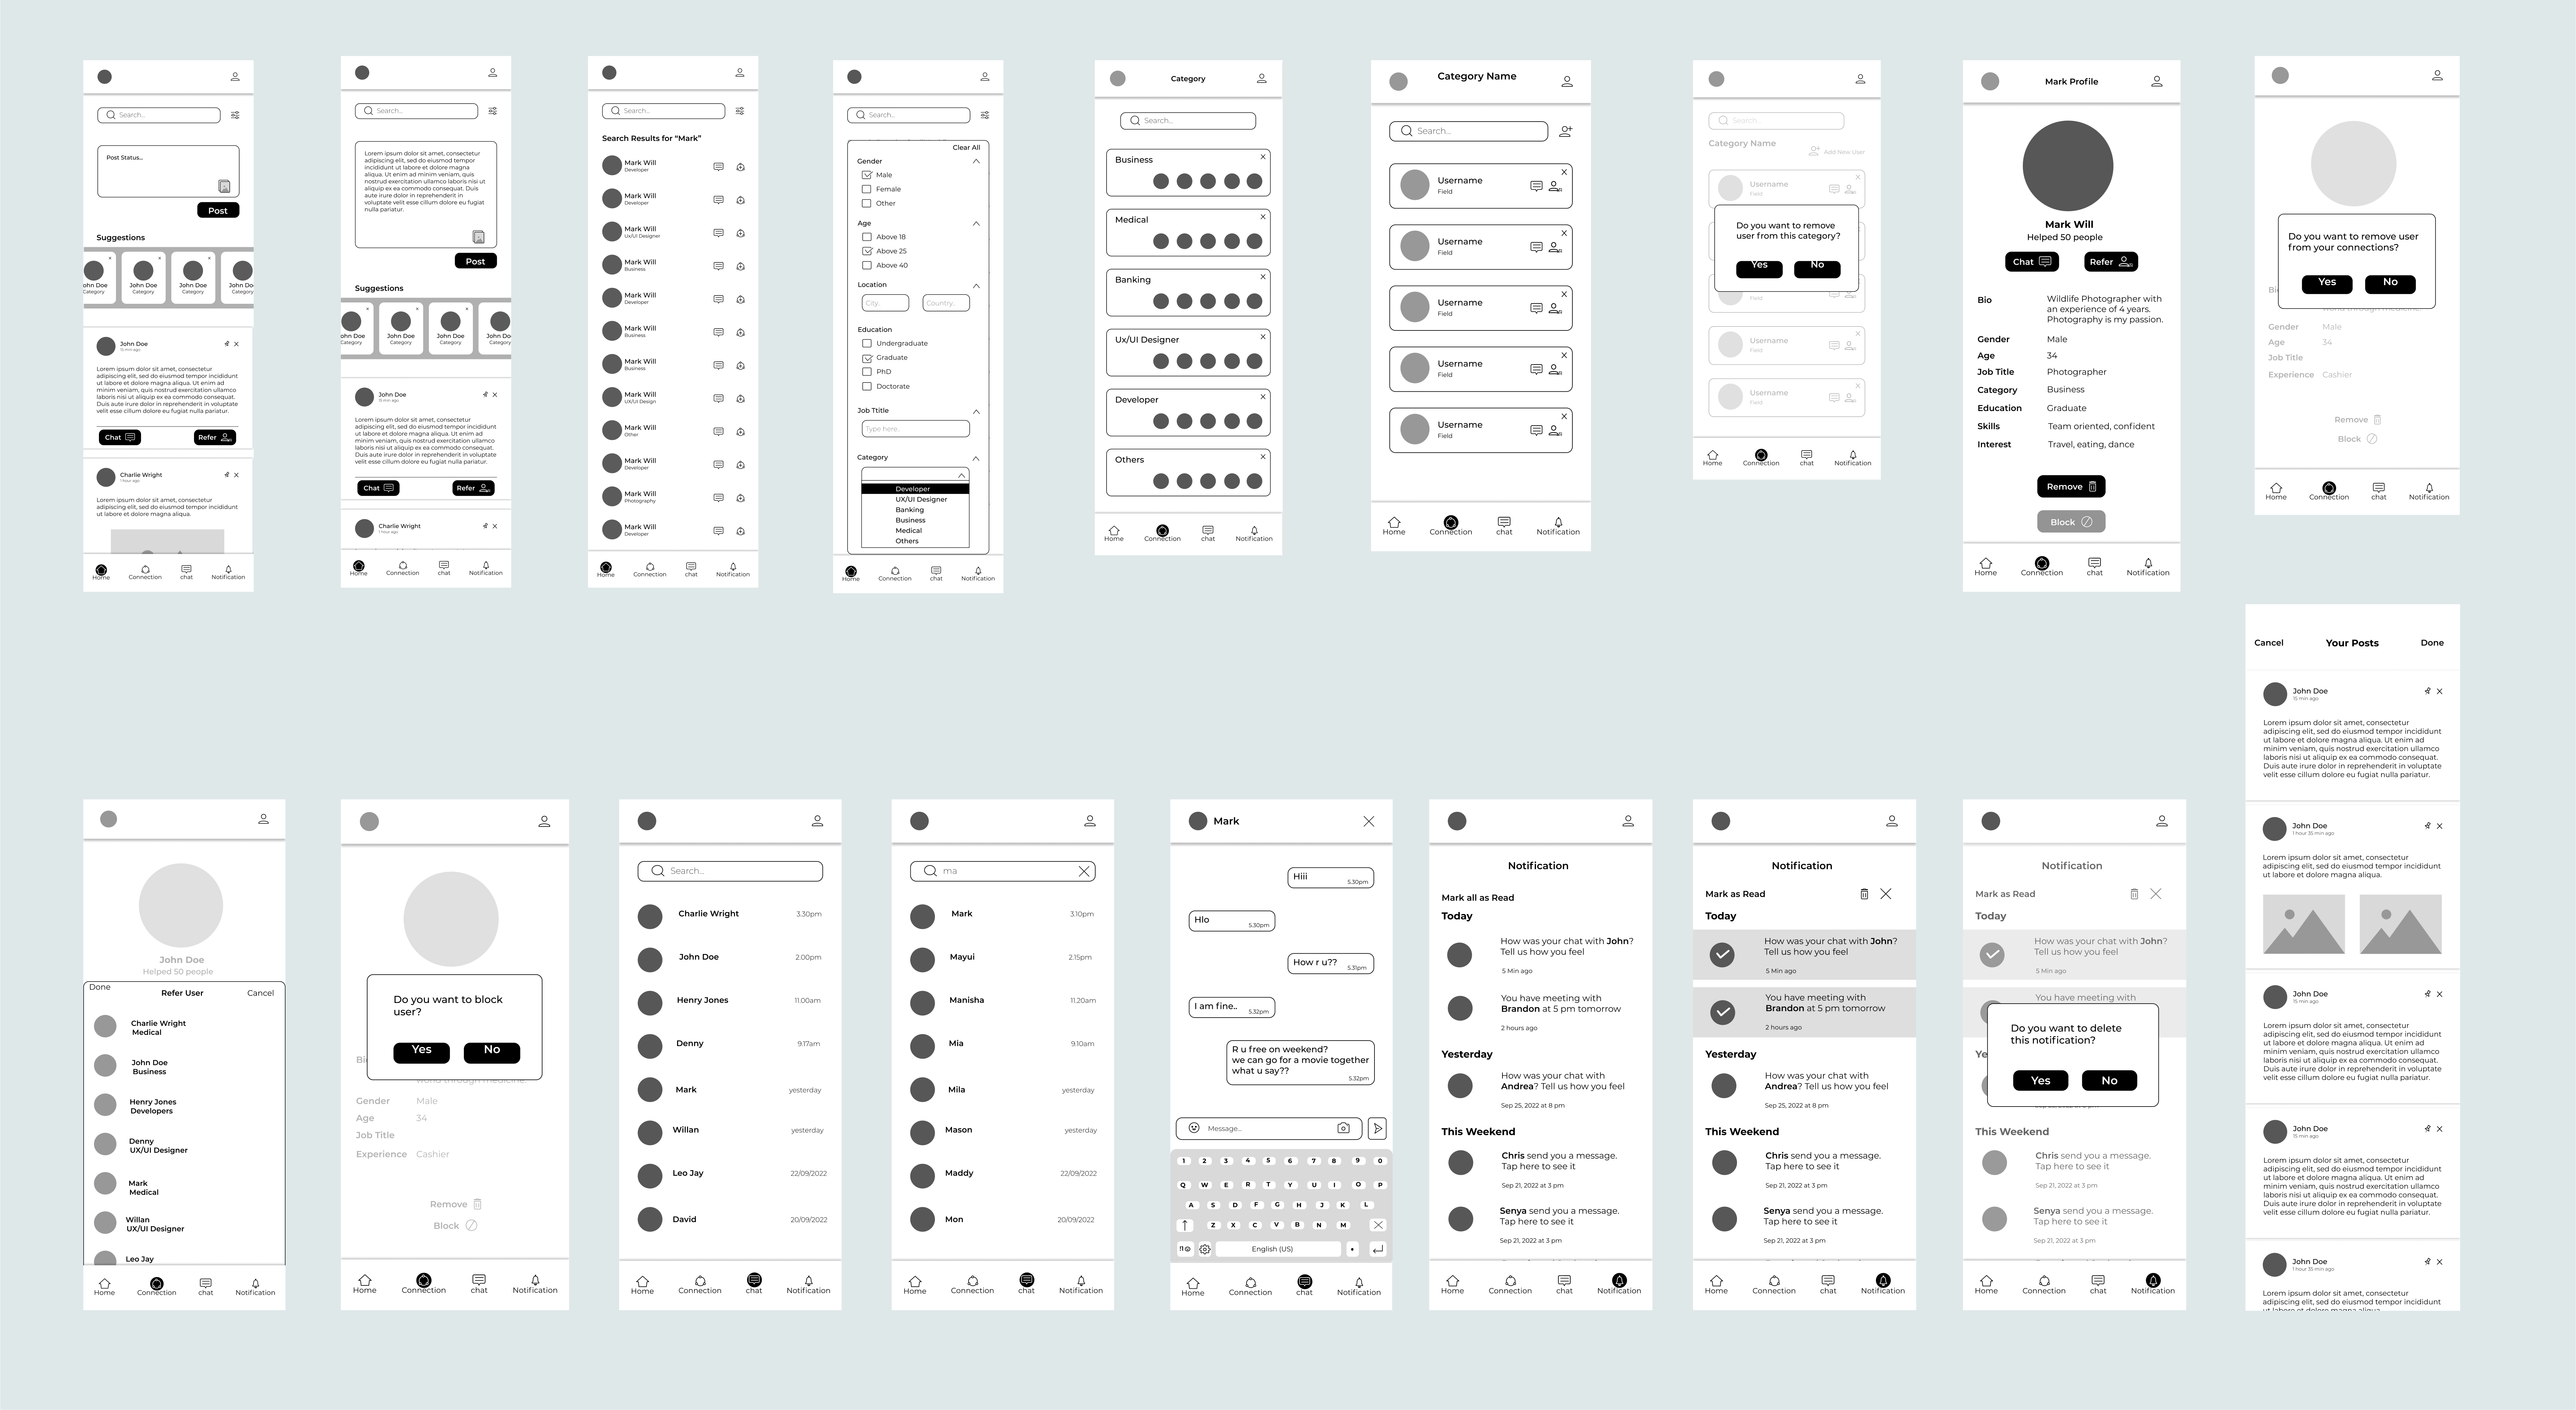 Search...
Post Status...
Post
Suggestions
John Doe
Category
John Doe
Category
John Doe
Category
John Do
Category
John Doe
15 min ago
Lorem ipsum dolor sit amet, consectetur
adipiscing elit, sed do eiusmod tempor incididunt
ut labore et dolore magna aliqua. Ut enim ad
minim veniam, quis nostrud exercitation ullamco
laboris nisi ut aliquip ex ea commodo consequat.
Duis aute irure dolor in reprehenderit in voluptate
velit esse cillum dolore eu fugiat nulla pariatur.
Chat
Refer
Charlie Wright
1 hour ago
Lorem ipsum dolor sit amet, consectetur
adipiscing elit, sed do eiusmod tempor incididunt
ut labore et dolore magna aliqua.
Home
Connection
chat
Notification
Search...
Lorem ipsum dolor sit amet, consectetur
adipiscing elit, sed do eiusmod tempor
incididunt ut labore et dolore magna
aliqua. Ut enim ad minim veniam, quis
nostrud exercitation ullamco laboris nisi ut
aliquip ex ea commodo consequat. Duis
aute irure dolor in reprehenderit in
voluptate velit esse cillum dolore eu fugiat
nulla pariatur.
Post
Suggestions
ohn Doe
Category
John Doe
Category
John Doe
Category
John Do
Category
John Doe
15 min ago
Lorem ipsum dolor sit amet, consectetur
adipiscing elit, sed do eiusmod tempor incididunt
ut labore et dolore magna aliqua. Ut enim ad
minim veniam, quis nostrud exercitation ullamco
laboris nisi ut aliquip ex ea commodo consequat.
Duis aute irure dolor in reprehenderit in voluptate
velit esse cillum dolore eu fugiat nulla pariatur.
Chat
Refer
Charlie Wright
1 hour ago
Home
Connection
chat
Notification
Search...
Search Results for “Mark”
Mark Will
Developer
Mark Will
Developer
Mark Will
Ux/UI Designer
Mark Will
Business
Mark Will
Developer
Mark Will
Business
Mark Will
Business
Mark Will
UX/UI Design
Mark Will
Other
Mark Will
Developer
Mark Will
Photography
Mark Will
Developer
Home
Connection
chat
Notification
Search...
Clear All
Gender
Male
Female
Other
Age
Above 18
Above 25
Above 40
Location
City.
Country.
Education
Undergraduate
Graduate
PhD
Doctorate
Job Ttitle
Type here..
Category
Developer
UX/UI Designer
Banking
Business
Medical
Others
Home
Connection
chat
Notification
Category
Search...
Business
Medical
Banking
Ux/UI Designer
Developer
Others
Home
Connection
chat
Notification
Category Name
Search...
Username
Field
Username
Field
Username
Field
Username
Field
Username
Field
Home
Connection
chat
Notification
Search...
Category Name
Add New User
Username
Field
Do you want to remove
user from this category?
Yes
No
Username
Field
Username
Field
Username
Field
Home
Connection
chat
Notification
Mark Profile
Mark Will
Helped 50 people
Chat
Refer
Bio
Wildlife Photographer with
an experience of 4 years.
Photography is my passion.
Gender
Male
Age
34
Job Title
Photographer
Category
Business
Education
Graduate
Skills
Team oriented, confident
Interest
Travel, eating, dance
Remove
Block
Home
Connection
chat
Notification
Do you want to remove user
from your connections?
Yes
No
Bi
world through medicine.
Gender
Male
Age
34
Job Title
Experience
Cashier
Remove
Block
Home
Connection
chat
Notification
John Doe
Helped 50 people
Done
Refer User
Cancel
Charlie Wright
Medical
John Doe
Business
Henry Jones
Developers
Denny
UX/UI Designer
Mark
Medical
Willan
UX/UI Designer
Leo Jay
Home
Connection
chat
Notification
Do you want to block
user?
Yes
No
Bi
world through medicine.
Gender
Male
Age
34
Job Title
Experience
Cashier
Remove
Block
Home
Connection
chat
Notification
Search...
Charlie Wright
3.30pm
John Doe
2.00pm
Henry Jones
11.00am
Denny
9.17am
Mark
yesterday
Willan
yesterday
Leo Jay
22/09/2022
David
20/09/2022
Home
Connection
chat
Notification
ma
Mark
3.10pm
Mayui
2.15pm
Manisha
11.20am
Mia
9.10am
Mila
yesterday
Mason
yesterday
Maddy
22/09/2022
Mon
20/09/2022
Home
Connection
chat
Notification
Mark
Hiii
5.30pm
Hlo
5.30pm
How r u??
5.31pm
I am fine..
5.32pm
R u free on weekend?
we can go for a movie together
what u say??
5.32pm
Message...
1 2 3 4 5 6 7 8 9 0
Q W E R T Y U I O P
A S D F G H J K L
Z X C V B N M
English (US)
Home
Connection
chat
Notification
Notification
Mark all as Read
Today
How was your chat with John?
Tell us how you feel
5 Min ago
You have meeting with
Brandon at 5 pm tomorrow
2 hours ago
Yesterday
How was your chat with
Andrea? Tell us how you feel
Sep 25, 2022 at 8 pm
This Weekend
Chris send you a message.
Tap here to see it
Sep 21, 2022 at 3 pm
Senya send you a message.
Tap here to see it
Sep 21, 2022 at 3 pm
Home
Connection
chat
Notification
Notification
Mark as Read
Today
How was your chat with John?
Tell us how you feel
5 Min ago
You have meeting with
Brandon at 5 pm tomorrow
2 hours ago
Yesterday
How was your chat with
Andrea? Tell us how you feel
Sep 25, 2022 at 8 pm
This Weekend
Chris send you a message.
Tap here to see it
Sep 21, 2022 at 3 pm
Senya send you a message.
Tap here to see it
Sep 21, 2022 at 3 pm
Home
Connection
chat
Notification
Notification
Mark as Read
Today
How was your chat with John?
Tell us how you feel
5 Min ago
You have meeting with
Do you want to delete
this notification?
Yes
No
Ye
This Weekend
Chris send you a message.
Tap here to see it
Sep 21, 2022 at 3 pm
Senya send you a message.
Tap here to see it
Sep 21, 2022 at 3 pm
Home
Connection
chat
Notification
Cancel
Your Posts
Done
John Doe
15 min ago
Lorem ipsum dolor sit amet, consectetur
adipiscing elit, sed do eiusmod tempor incididunt
ut labore et dolore magna aliqua. Ut enim ad
minim veniam, quis nostrud exercitation ullamco
laboris nisi ut aliquip ex ea commodo consequat.
Duis aute irure dolor in reprehenderit in voluptate
velit esse cillum dolore eu fugiat nulla pariatur.
John Doe
1 hour 35 min ago
Lorem ipsum dolor sit amet, consectetur
adipiscing elit, sed do eiusmod tempor incididunt
ut labore et dolore magna aliqua.
John Doe
15 min ago
Lorem ipsum dolor sit amet, consectetur
adipiscing elit, sed do eiusmod tempor incididunt
ut labore et dolore magna aliqua. Ut enim ad
minim veniam, quis nostrud exercitation ullamco
laboris nisi ut aliquip ex ea commodo consequat.
Duis aute irure dolor in reprehenderit in voluptate
velit esse cillum dolore eu fugiat nulla pariatur.
John Doe
15 min ago
Lorem ipsum dolor sit amet, consectetur
adipiscing elit, sed do eiusmod tempor incididunt
ut labore et dolore magna aliqua. Ut enim ad
minim veniam, quis nostrud exercitation ullamco
laboris nisi ut aliquip ex ea commodo consequat.
Duis aute irure dolor in reprehenderit in voluptate
velit esse cillum dolore eu fugiat nulla pariatur.
John Doe
1 hour 35 min ago
Lorem ipsum dolor sit amet, consectetur
adipiscing elit, sed do eiusmod tempor incididunt
ut labore et dolore magna aliqua